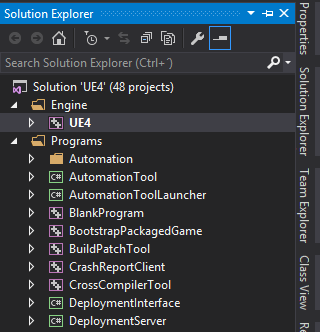 Solution Explorer
Search Solution Explorer (Ctrl+´)
Solution 'UE4' (48 projects)
Engine
UE4
Programs
Automation
C# AutomationTool
C# AutomationToolLauncher
BlankProgram
BootstrapPackagedGame
BuildPatchTool
CrashReportClient
CrossCompilerTool
C# DeploymentInterface
C# DeploymentServer
Properties
Solution Explorer
Team Explorer
Class View